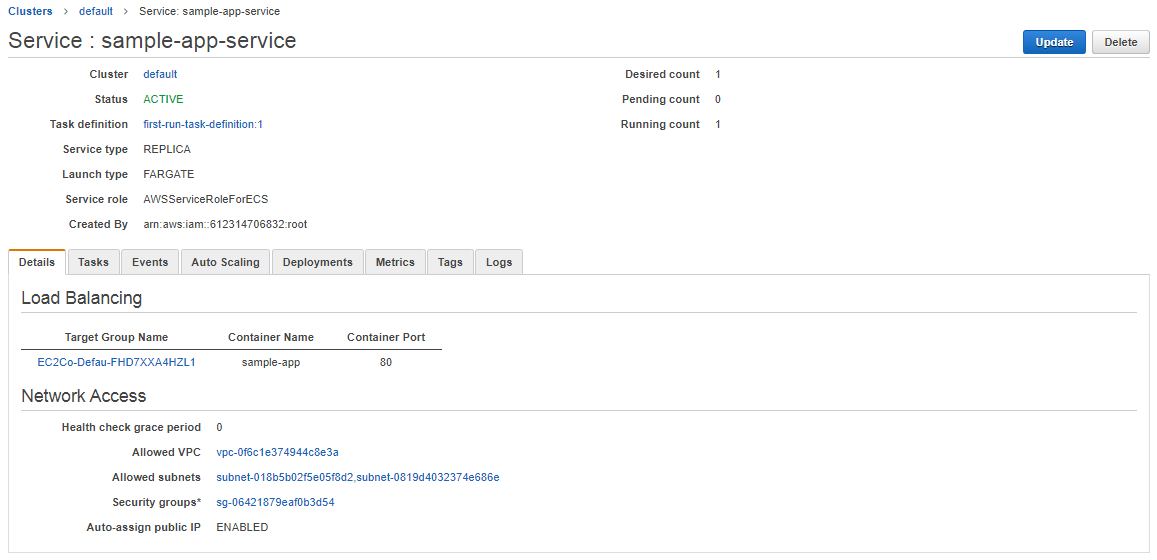 Clusters > default > Service: sample-app-service
Service : sample-app-service
Update Delete
Cluster default Desired count 1
Status ACTIVE Pending count 0
Task definition first-run-task-definition:1 Running count 1
Service type REPLICA
Launch type FARGATE
Service role AWSServiceRoleForECS
Created By arn:aws:iam::612314706832:root
Details Tasks Events Auto Scaling Deployments Metrics Tags Logs
Load Balancing
Target Group Name Container Name Container Port
EC2Co-Defau-FHD7XXA4HZL1 sample-app 80
Network Access
Health check grace period 0
Allowed VPC vpc-0f6c1e374944c8e3a
Allowed subnets subnet-018b5b02f5e05f8d2,subnet-0819d4032374e686e
Security groups* sg-06421879eaf0b3d54
Auto-assign public IP ENABLED